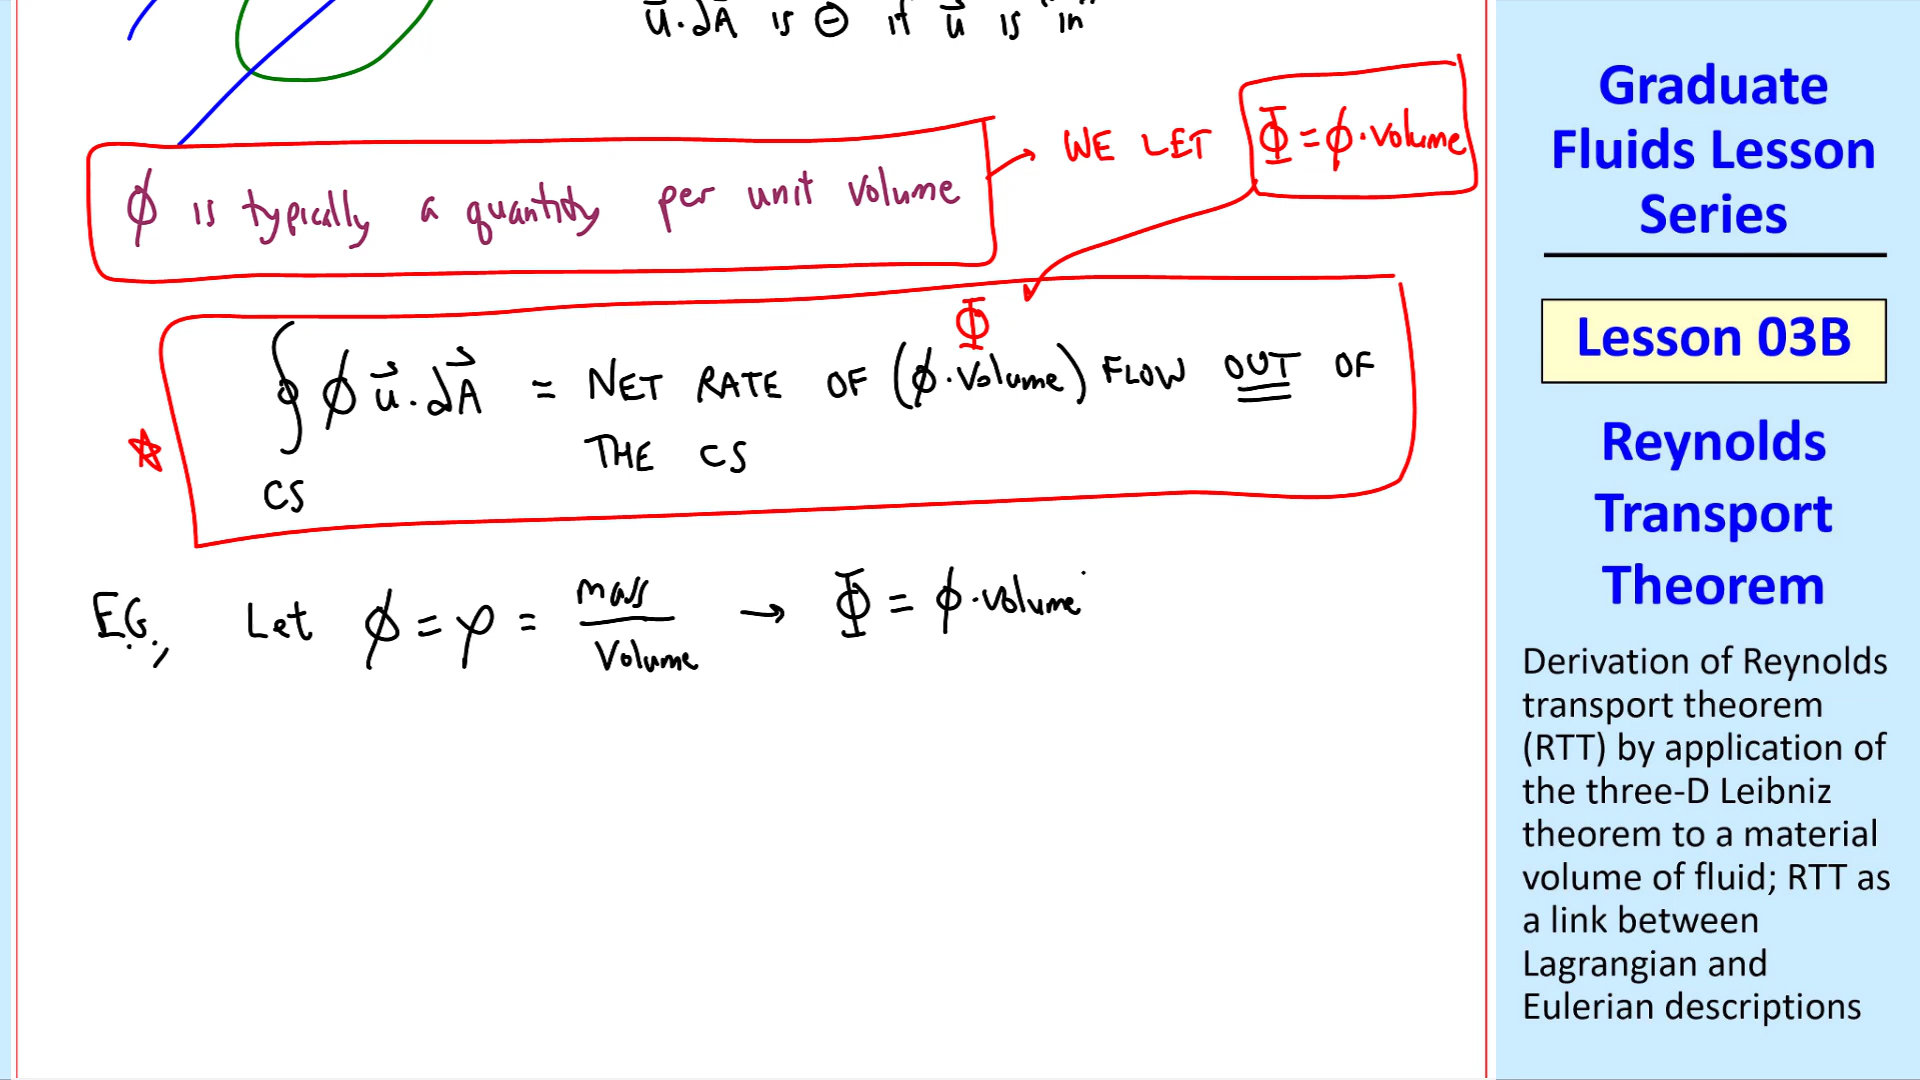 u⃗·dA⃗ is ⊖ if u⃗ is "in"
ϕ is typically a quantity per unit volume
WE LET Φ = ϕ·volume
Φ
∮ ϕ u⃗·dA⃗ = NET RATE OF (ϕ·volume) FLOW OUT OF
THE CS
CS
E.G., Let ϕ = ρ = mass/Volume → Φ = ϕ·volume
Graduate
Fluids Lesson
Series
Lesson 03B
Reynolds
Transport
Theorem
Derivation of Reynolds
transport theorem
(RTT) by application of
the three-D Leibniz
theorem to a material
volume of fluid; RTT as
a link between
Lagrangian and
Eulerian descriptions